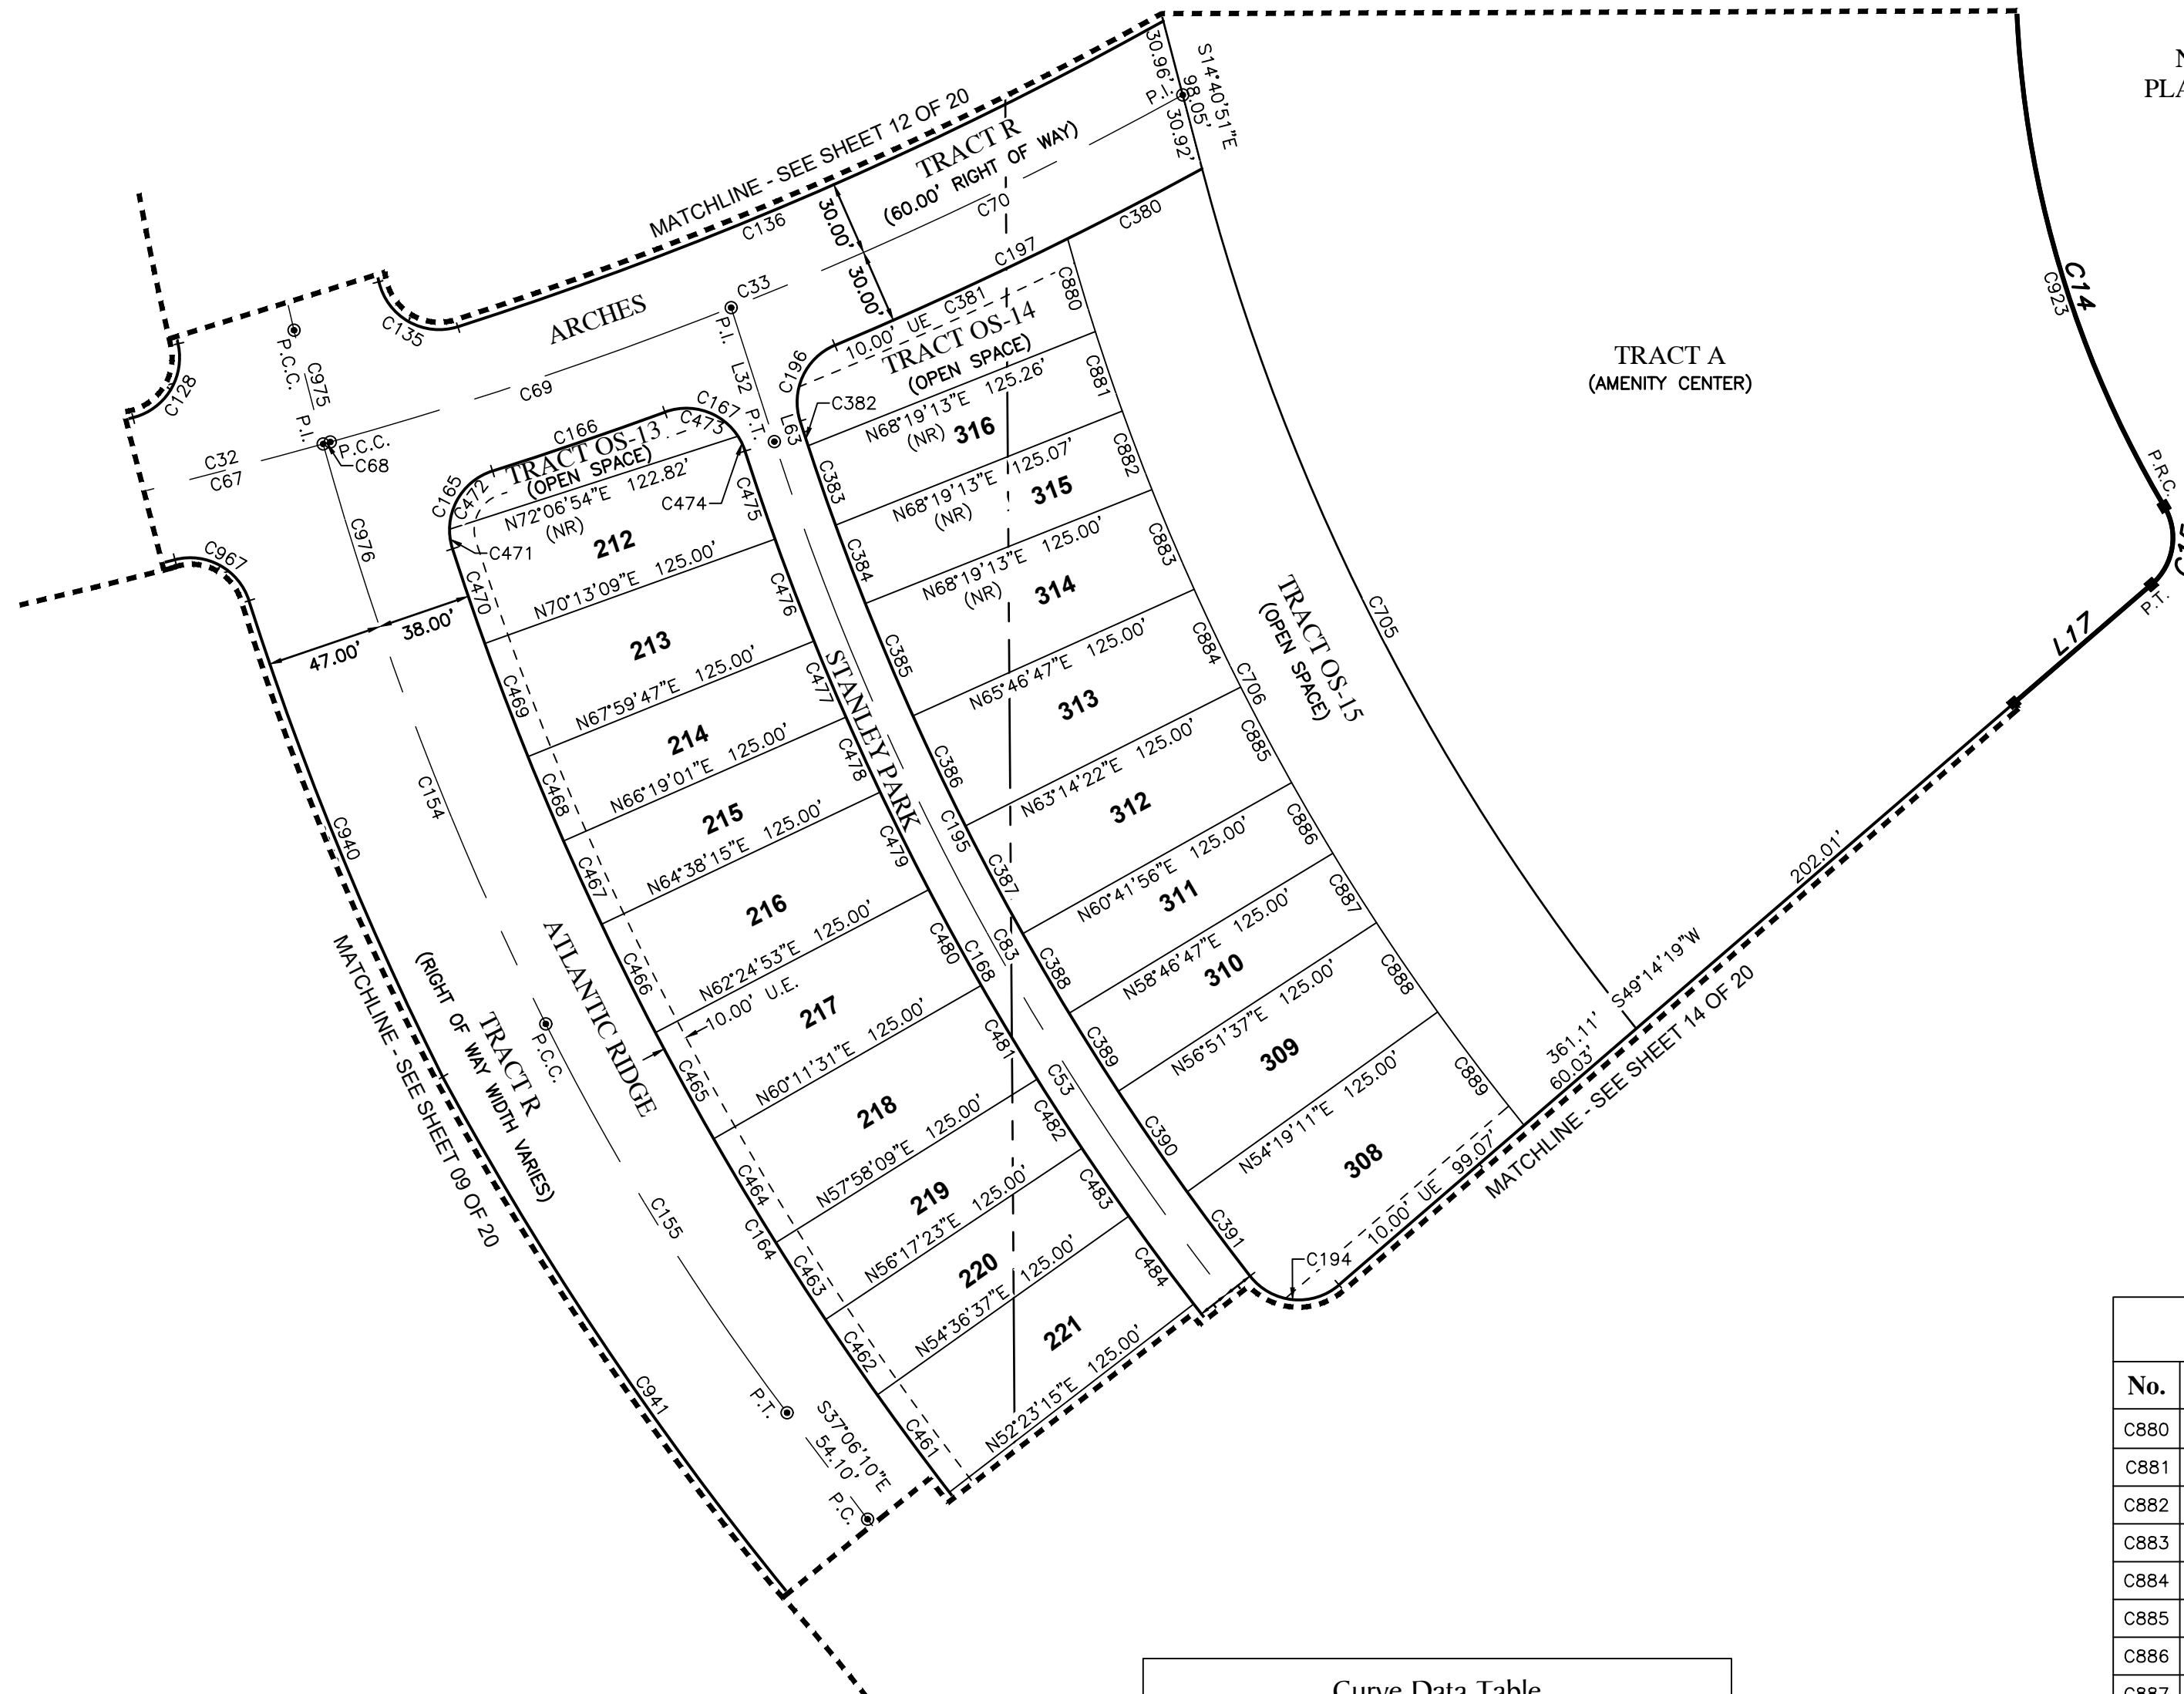 MATCHLINE - SEE SHEET 12 OF 20
TRACT R
(60.00' RIGHT OF WAY)
C70
C136
30.00'
30.00'
30.96'
P.I.
98.05'
S14°40'51"E
30.92'
C380
C197
C14
C923
N
PLA
TRACT A
(AMENITY CENTER)
P.R.C.
P.T.
L17
202.01'
S49°14'19"W
361.11'
60.03'
MATCHLINE - SEE SHEET 14 OF 20
C135
C128
P.C.C.
C975
P.I.
P.C.C.
C68
C32
C67
C976
C967
ARCHES
C69
C33
P.I.
L32
P.T.
L63
C196
C382
10.00' UE
C381
TRACT OS-14
(OPEN SPACE)
C880
N68°19'13"E 125.26'
(NR)
316
C881
C383
N68°19'13"E 125.07'
(NR)
315
C882
C384
N68°19'13"E 125.00'
(NR)
314
C883
C385
N65°46'47"E 125.00'
313
C884
C706
C386
N63°14'22"E 125.00'
312
C885
C195
C387
N60°41'56"E 125.00'
311
C886
C388
N58°46'47"E 125.00'
310
C887
C389
N56°51'37"E 125.00'
309
C888
C390
N54°19'11"E 125.00'
308
C889
C391
C194
10.00' UE
99.07'
TRACT OS-15
(OPEN SPACE)
C705
C166
C167
C473
TRACT OS-13
(OPEN SPACE)
C165
C472
N72°06'54"E 122.82'
(NR)
C474
C471
212
C475
C470
N70°13'09"E 125.00'
213
C476
C469
N67°59'47"E 125.00'
214
C477
C468
N66°19'01"E 125.00'
215
C478
C467
N64°38'15"E 125.00'
216
C479
C466
N62°24'53"E 125.00'
10.00' U.E.
217
C480
C168
C465
N60°11'31"E 125.00'
218
C481
C464
N57°58'09"E 125.00'
219
C482
C164
C463
N56°17'23"E 125.00'
220
C483
C462
N54°36'37"E 125.00'
221
C484
C461
N52°23'15"E 125.00'
STANLEY PARK
C83
C53
47.00'
38.00'
C154
C940
ATLANTIC RIDGE
TRACT R
(RIGHT OF WAY WIDTH VARIES)
P.C.C.
MATCHLINE - SEE SHEET 09 OF 20
C155
C941
P.T.
S37°06'10"E
54.10'
P.C.
Curve Data Table
No.
C880
C881
C882
C883
C884
C885
C886
C887